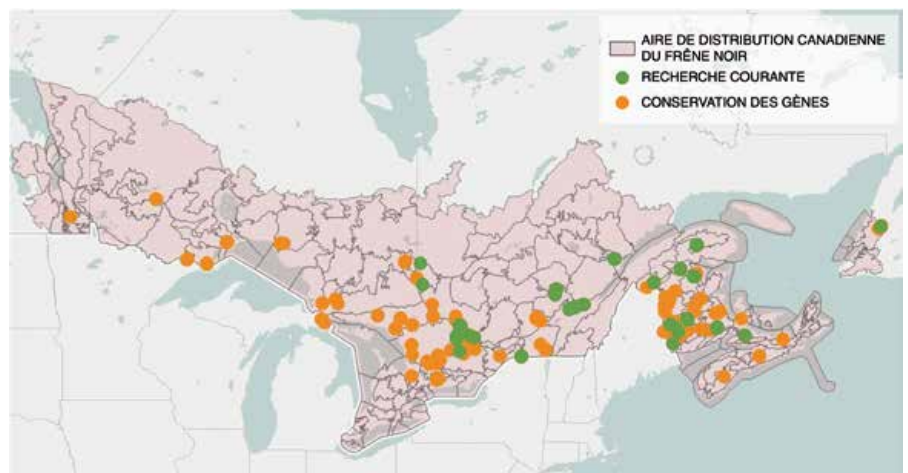 AIRE DE DISTRIBUTION CANADIENNE
DU FRÊNE NOIR
RECHERCHE COURANTE
CONSERVATION DES GÈNES